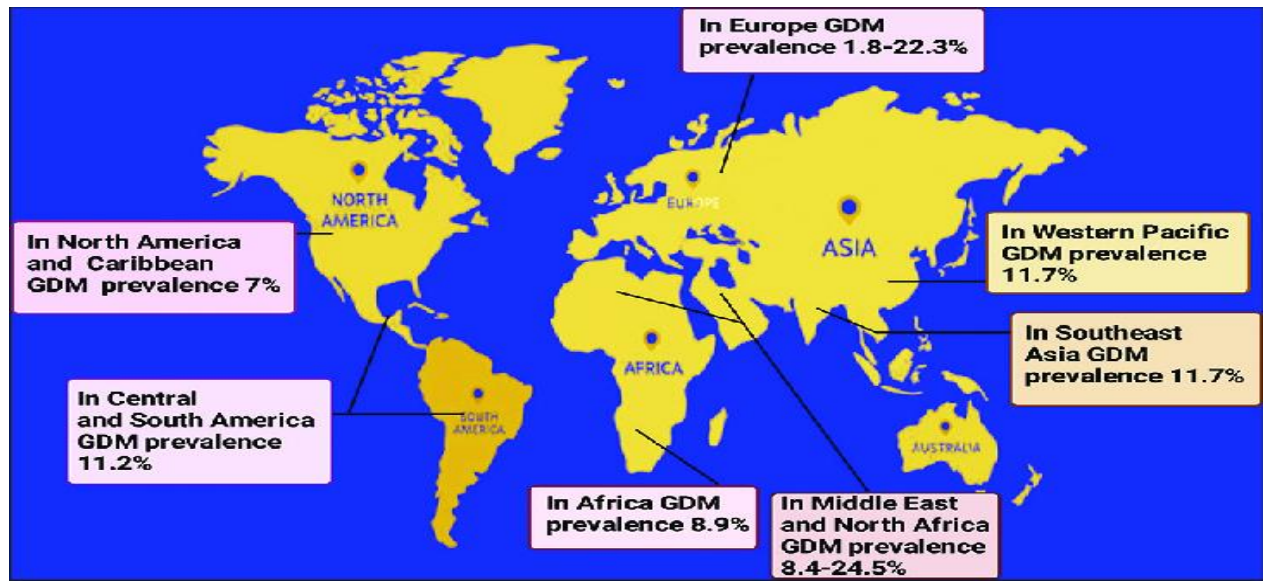 In Europe GDM
prevalence 1.8-22.3%
NORTH
AMERICA
EUROPE
ASIA
In North America
and Caribbean
GDM prevalence 7%
In Western Pacific
GDM prevalence
11.7%
In Southeast
Asia GDM
prevalence 11.7%
AFRICA
In Central
and South America
GDM prevalence
11.2%
SOUTH
AMERICA
AUSTRALIA
In Africa GDM
prevalence 8.9%
In Middle East
and North Africa
GDM prevalence
8.4-24.5%